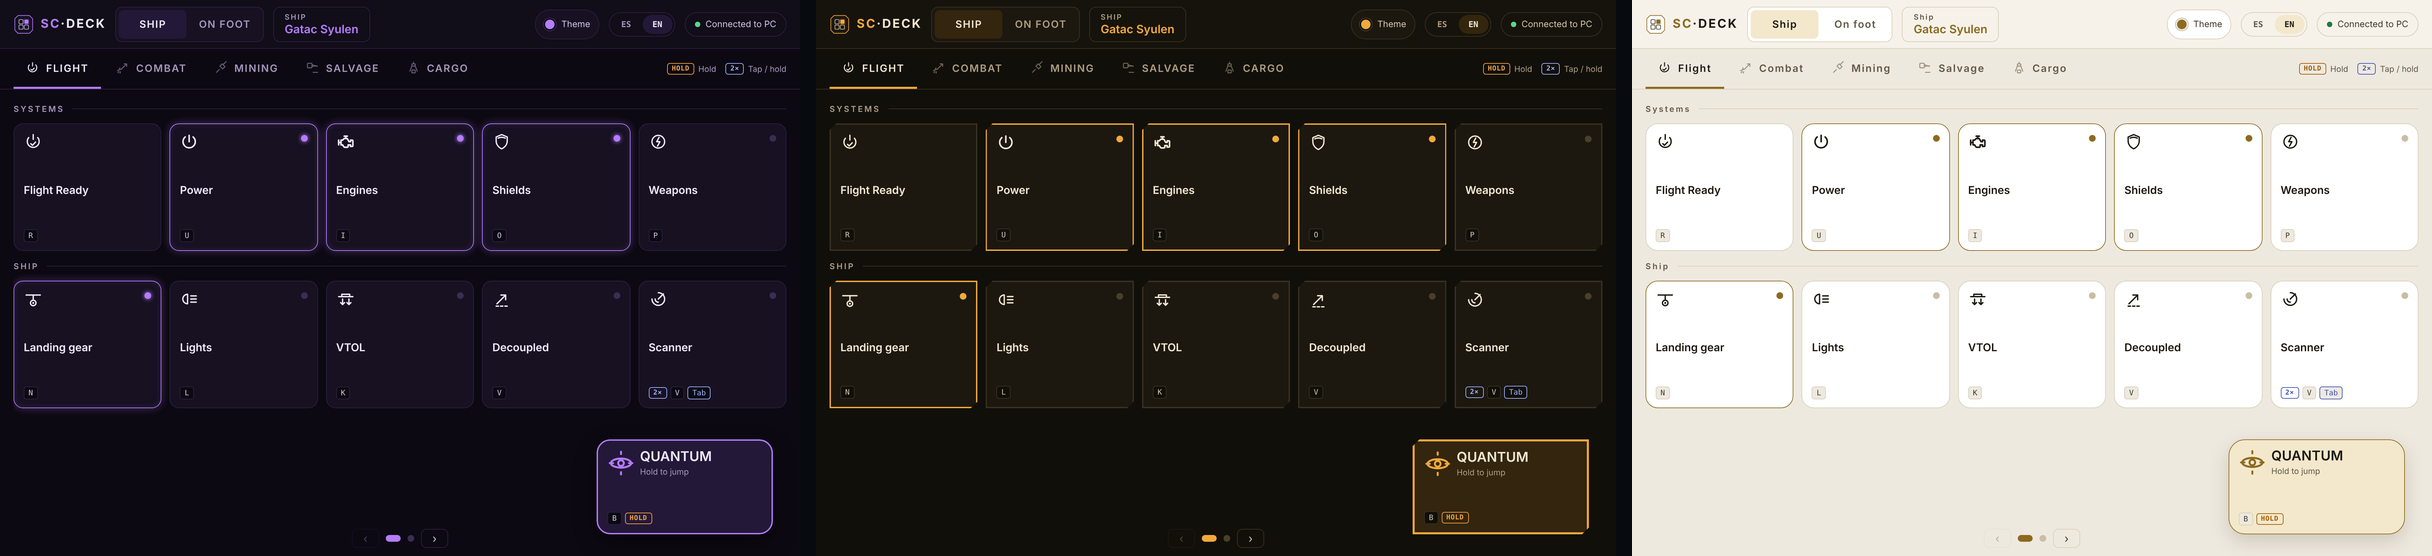 SC·DECK SHIP ON FOOT SHIP Gatac Syulen Theme ES EN Connected to PC
FLIGHT COMBAT MINING SALVAGE CARGO HOLD Hold 2× Tap / hold
SYSTEMS
Flight Ready Power Engines Shields Weapons
R U I O P
SHIP
Landing gear Lights VTOL Decoupled Scanner
N L K V 2× V Tab
QUANTUM
Hold to jump
B HOLD
‹ ›
SC·DECK SHIP ON FOOT SHIP Gatac Syulen Theme ES EN Connected to PC
FLIGHT COMBAT MINING SALVAGE CARGO HOLD Hold 2× Tap / hold
SYSTEMS
Flight Ready Power Engines Shields Weapons
R U I O P
SHIP
Landing gear Lights VTOL Decoupled Scanner
N L K V 2× V Tab
QUANTUM
Hold to jump
B HOLD
‹ ›
SC·DECK Ship On foot Ship Gatac Syulen Theme ES EN Connected to PC
Flight Combat Mining Salvage Cargo HOLD Hold 2× Tap / hold
Systems
Flight Ready Power Engines Shields Weapons
R U I O P
Ship
Landing gear Lights VTOL Decoupled Scanner
N L K V 2× V Tab
QUANTUM
Hold to jump
B HOLD
‹ ›